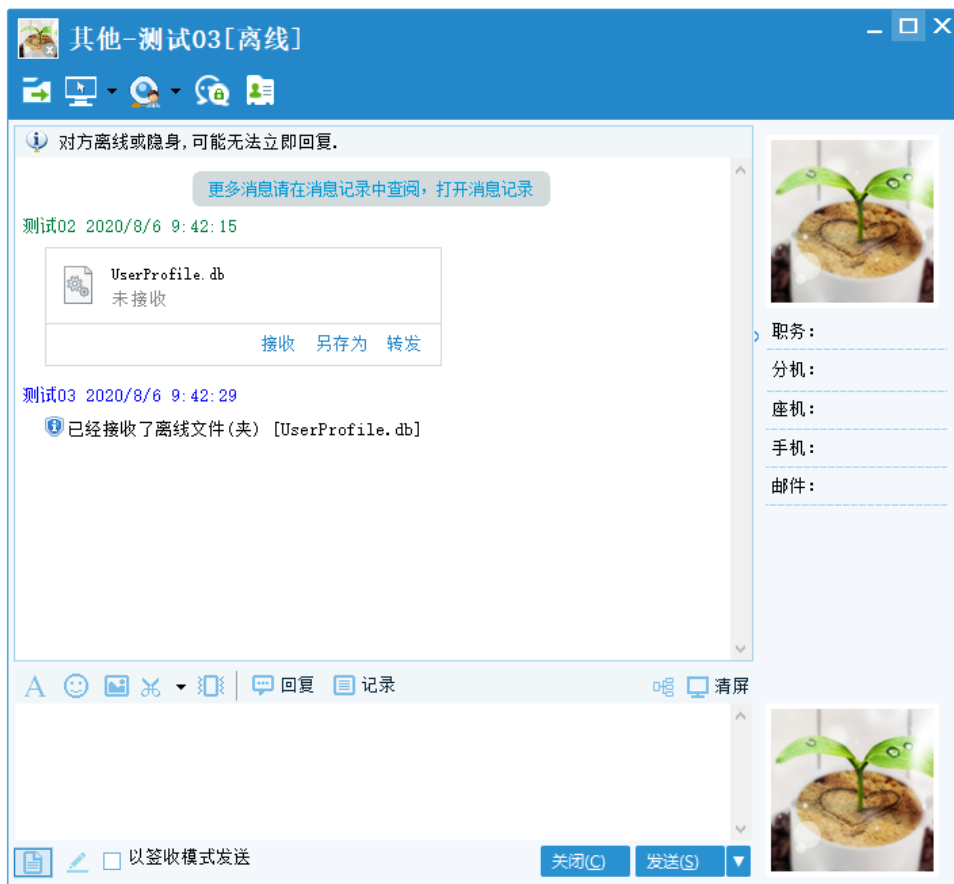 其他-测试03[离线]
对方离线或隐身,可能无法立即回复.
更多消息请在消息记录中查阅，打开消息记录
测试02 2020/8/6 9:42:15
UserProfile.db
未接收
接收 另存为 转发
测试03 2020/8/6 9:42:29
已经接收了离线文件(夹) [UserProfile.db]
职务:
分机:
座机:
手机:
邮件:
回复 记录 清屏
以签收模式发送
关闭(C) 发送(S)